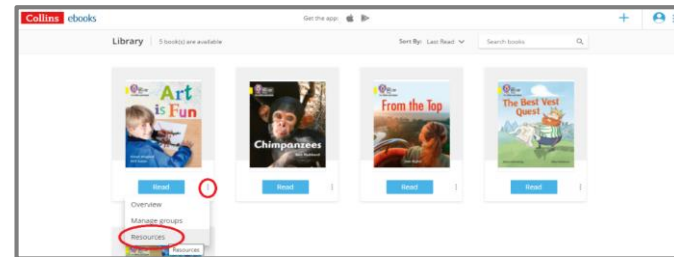 Collins ebooks
Get the app:
Library
5 book(s) are available
Sort By: Last Read
Search books
Art is Fun
Chimpanzees
From the Top
The Best Vest Quest
Read
Read
Read
Read
Overview
Manage groups
Resources
Resources